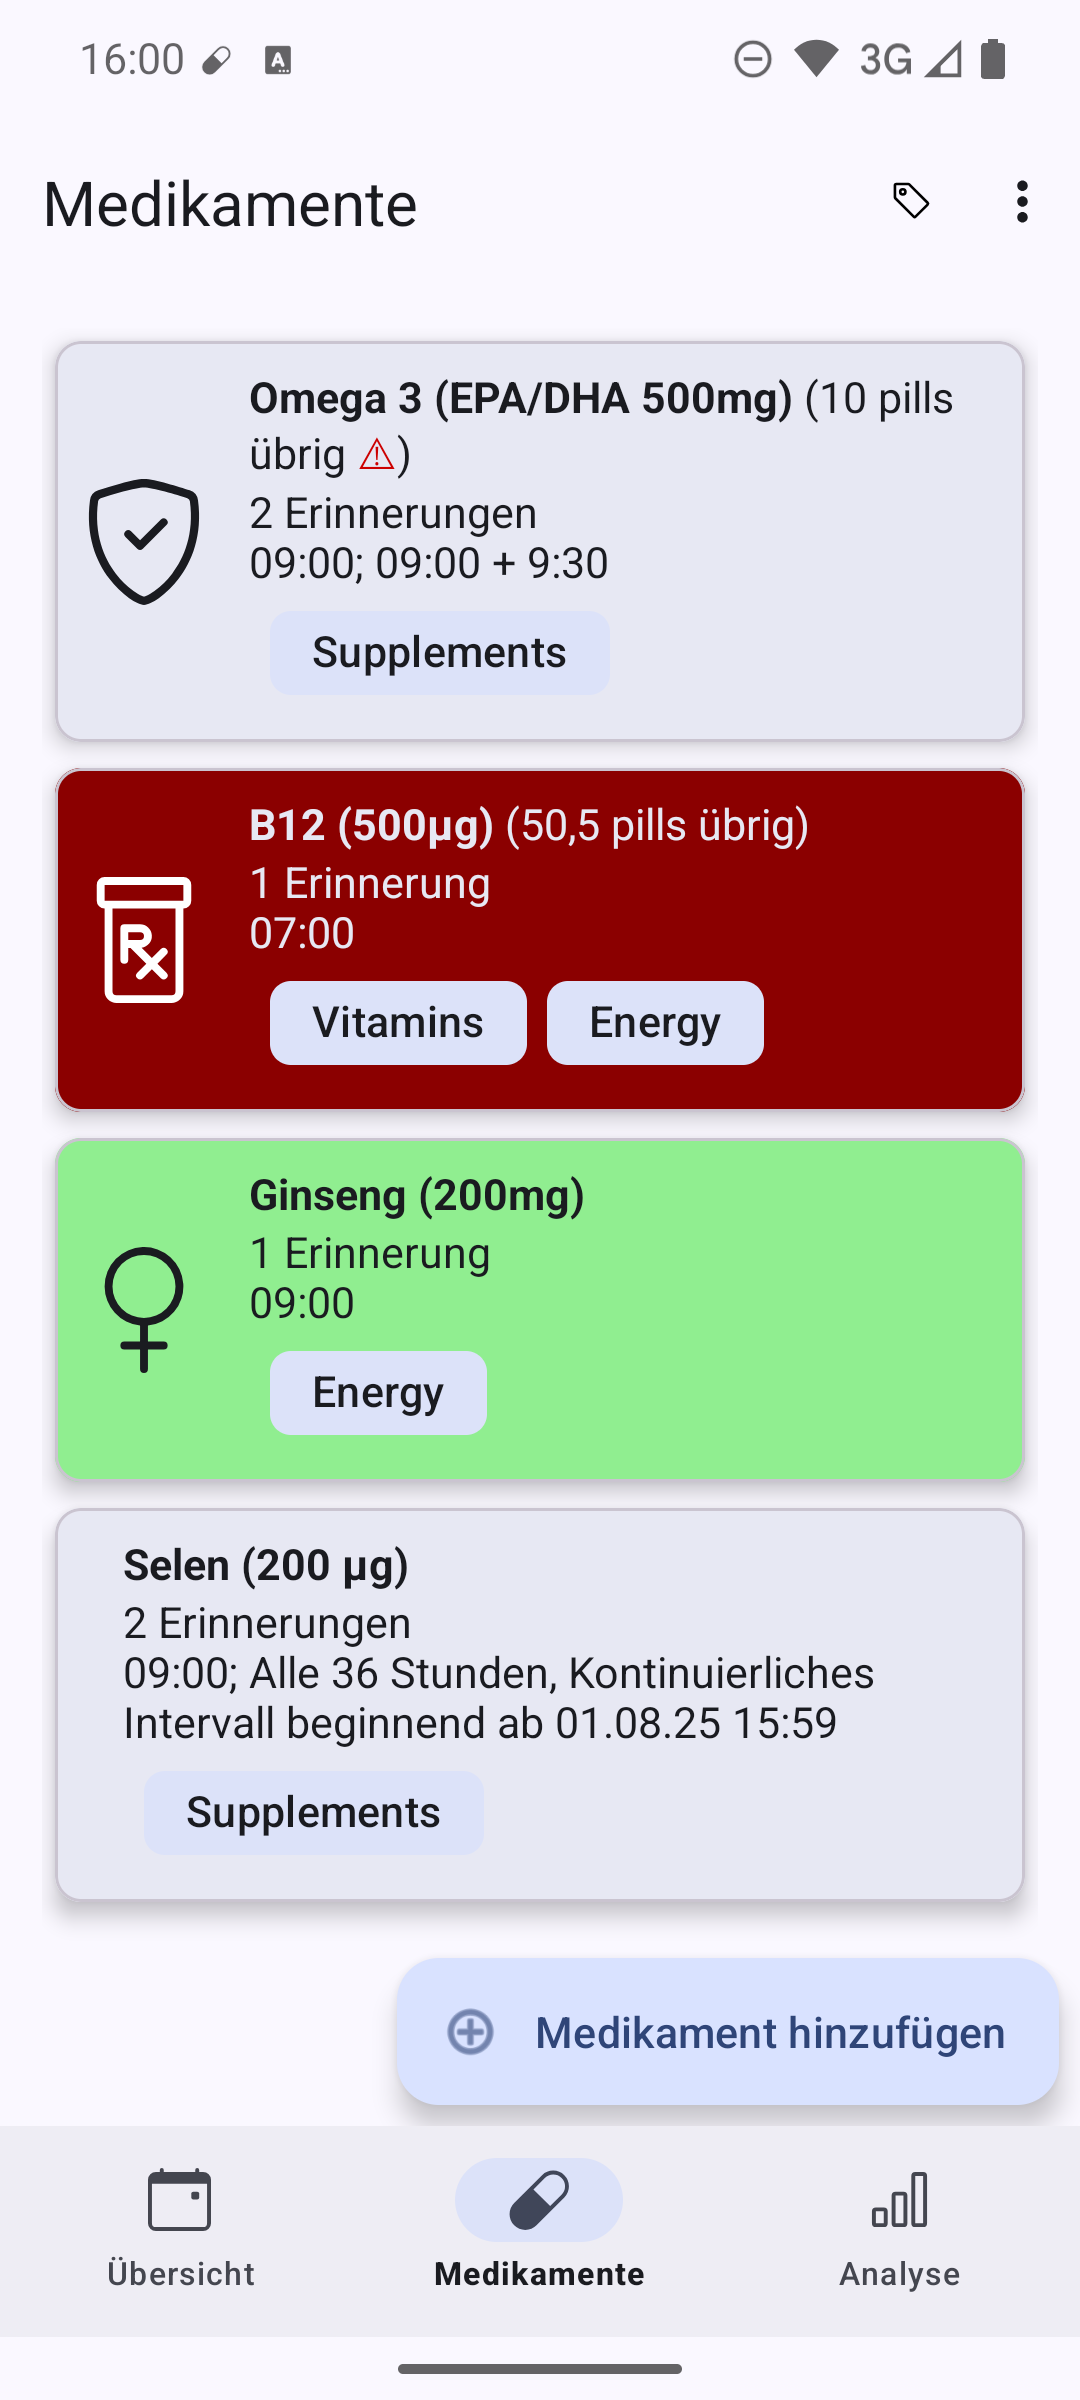 16:00
3G
Medikamente
Omega 3 (EPA/DHA 500mg) (10 pills
übrig ⚠)
2 Erinnerungen
09:00; 09:00 + 9:30
Supplements
B12 (500µg) (50,5 pills übrig)
1 Erinnerung
07:00
Vitamins Energy
Ginseng (200mg)
1 Erinnerung
09:00
Energy
Selen (200 µg)
2 Erinnerungen
09:00; Alle 36 Stunden, Kontinuierliches
Intervall beginnend ab 01.08.25 15:59
Supplements
Medikament hinzufügen
Übersicht Medikamente Analyse